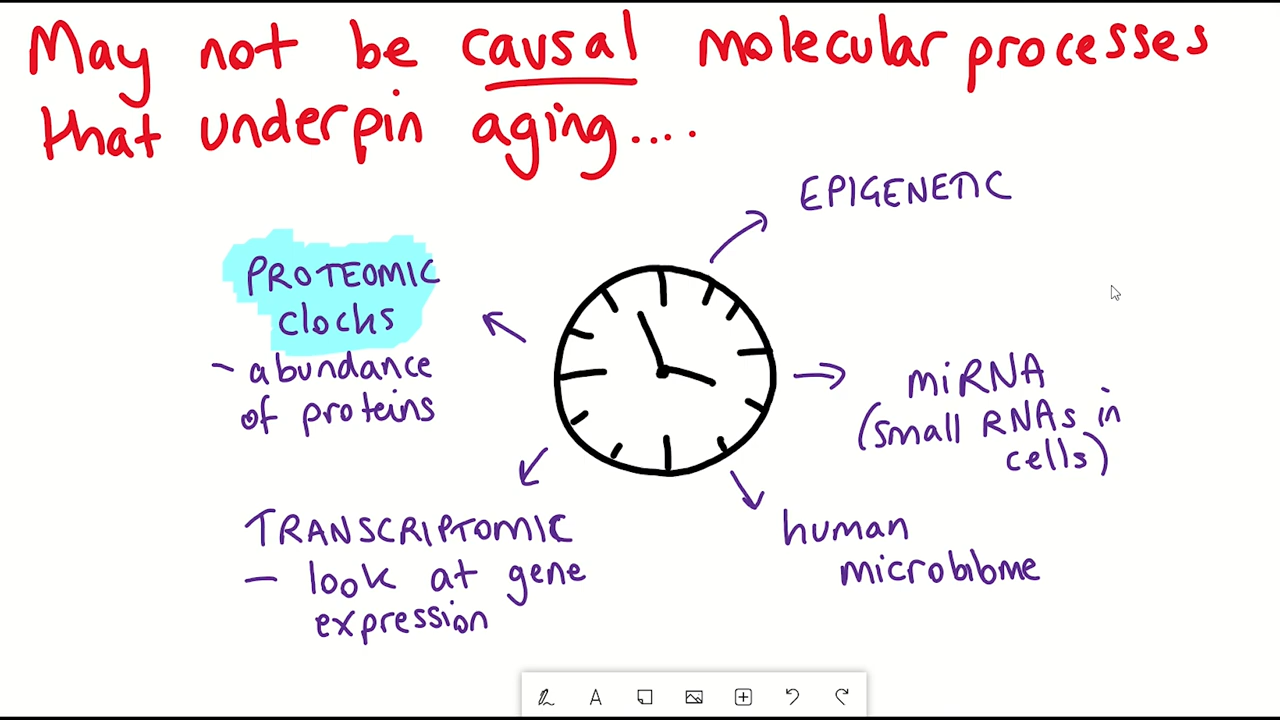 May not be causal molecular processes
that underpin aging....
EPIGENETIC
PROTEOMIC
clocks
- abundance
of proteins
miRNA
(small RNAs in
cells)
TRANSCRIPTOMIC
- look at gene
expression
human
microbibme
A